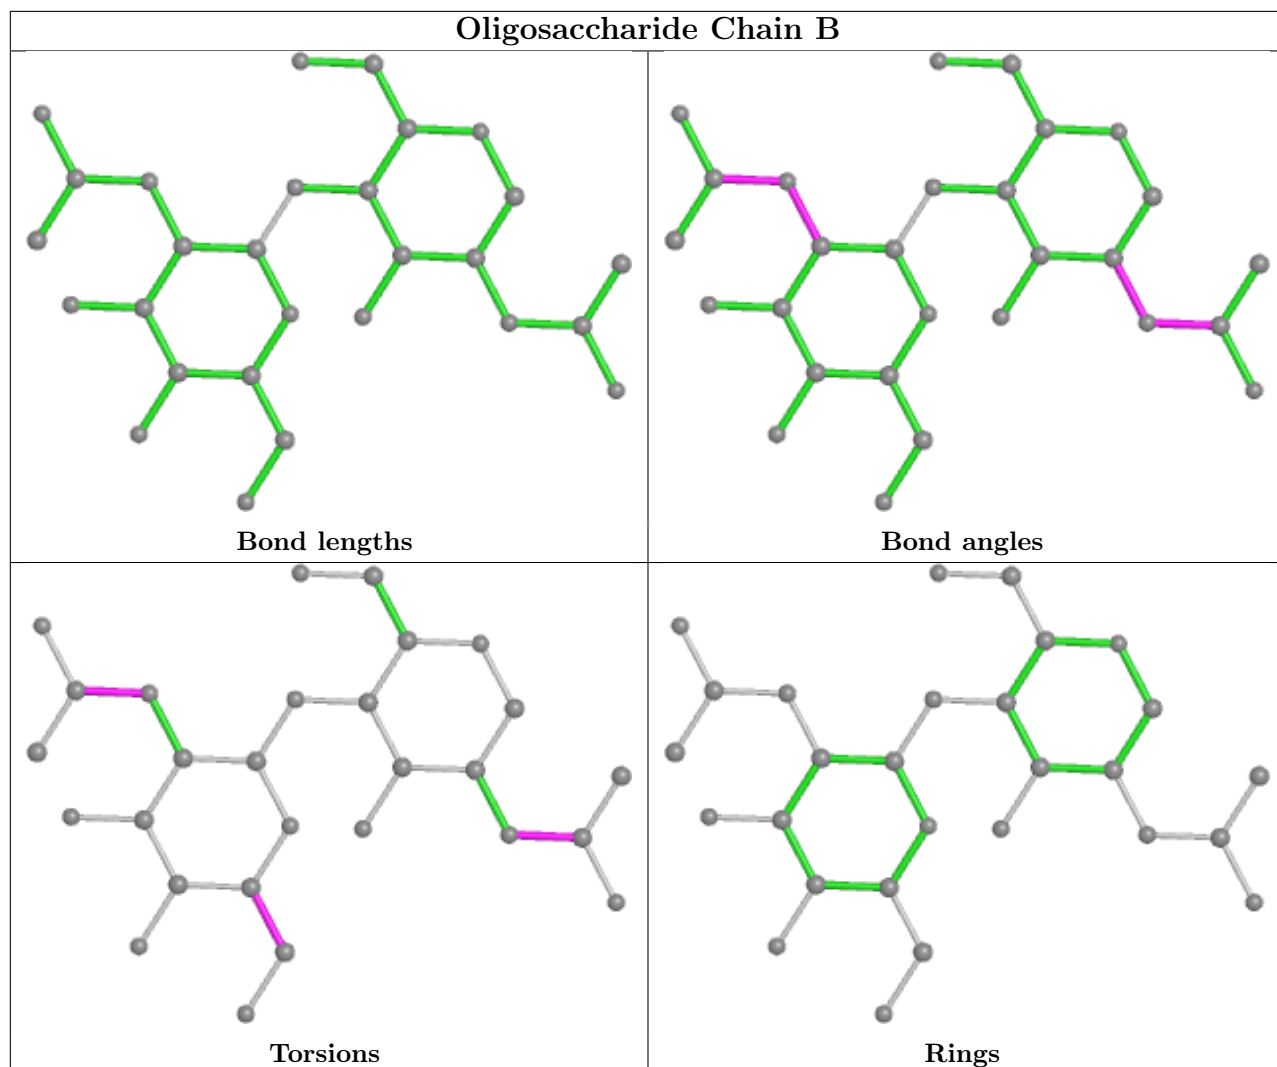 Oligosaccharide Chain B
Bond lengths
Bond angles
Torsions
Rings